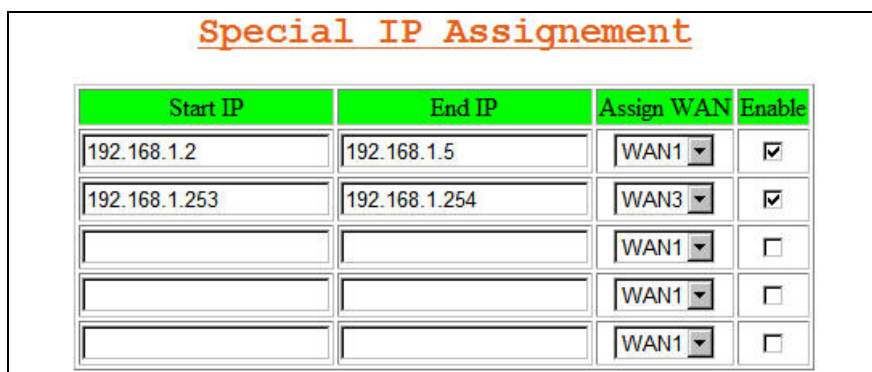 Special IP Assignement
Start IP End IP Assign WAN Enable
192.168.1.2 192.168.1.5 WAN1
192.168.1.253 192.168.1.254 WAN3
WAN1
WAN1
WAN1